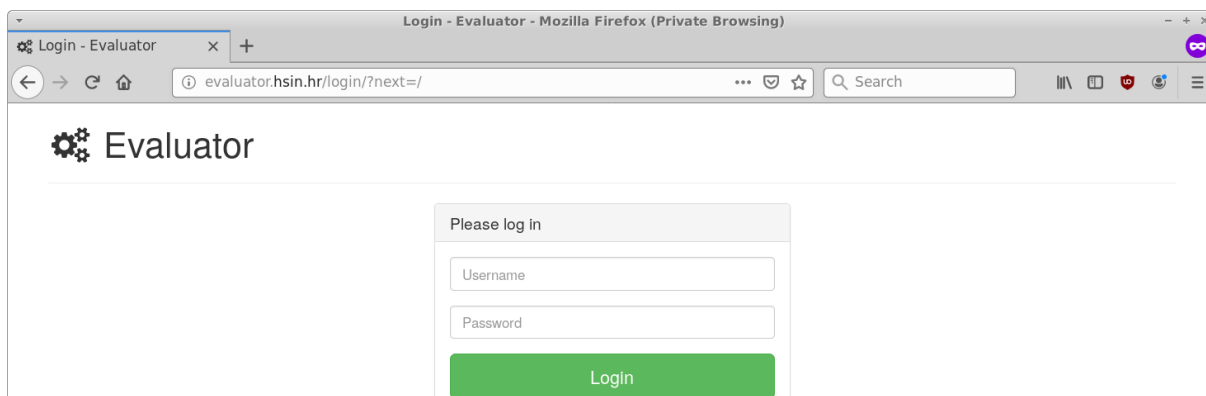 Login - Evaluator - Mozilla Firefox (Private Browsing)
Login - Evaluator
evaluator.hsin.hr/login/?next=/
Search
Evaluator
Please log in
Username
Password
Login